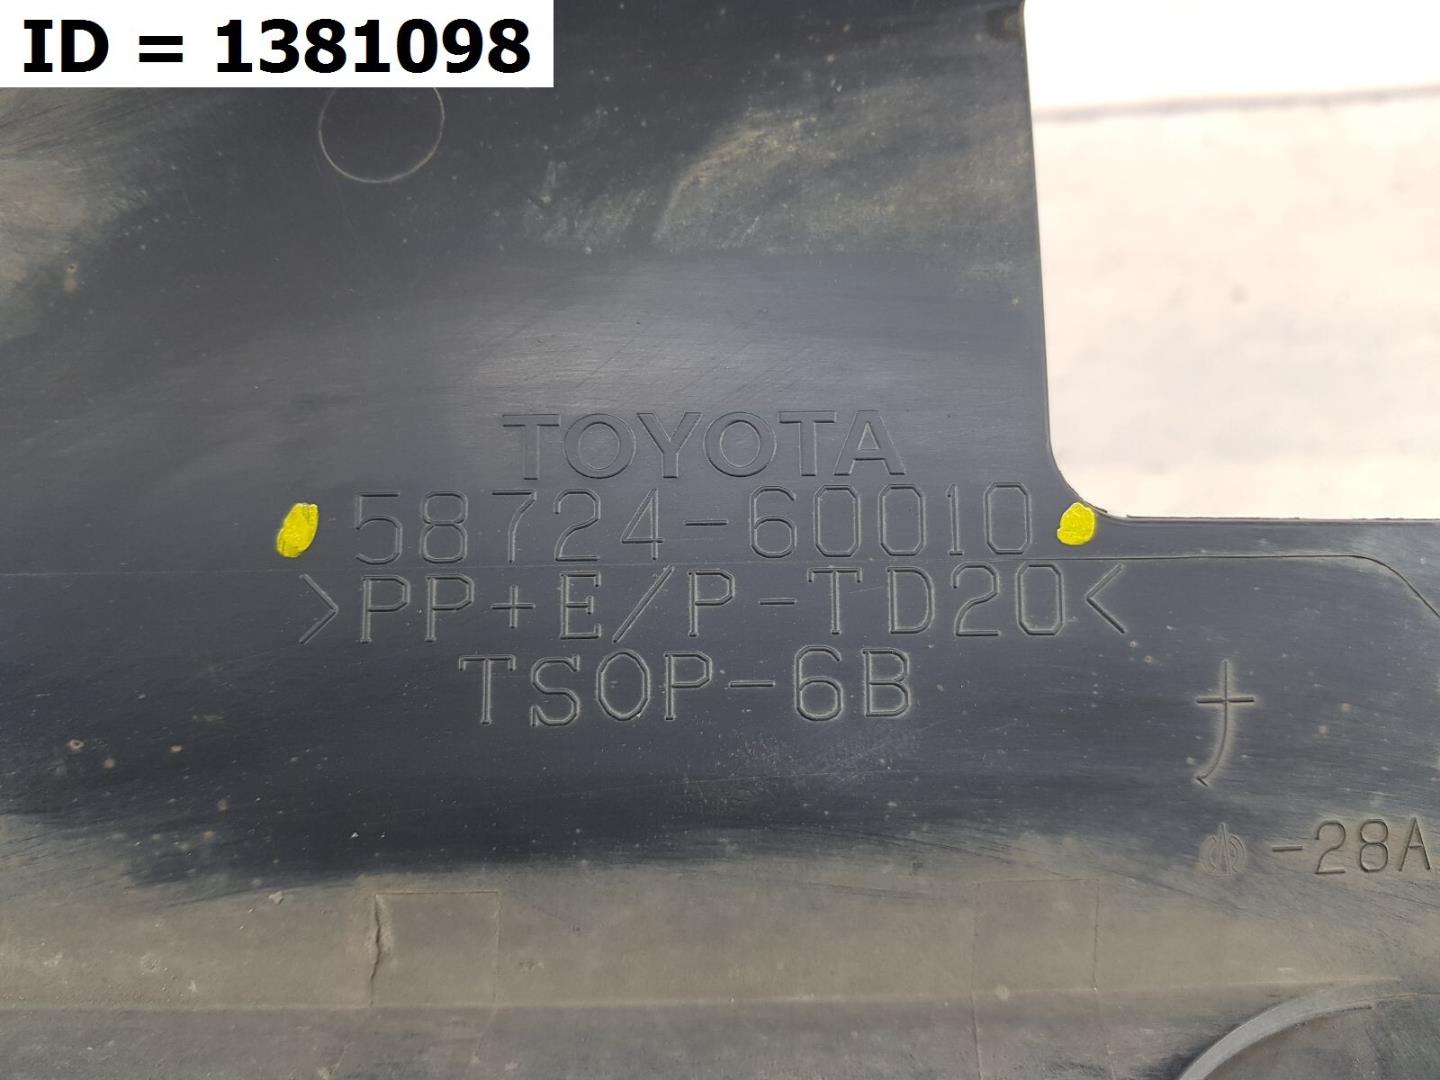 ID = 1381098
TOYOTA
58724-60010
>PP+E/P-TD20<
TSOP-6B
-28A